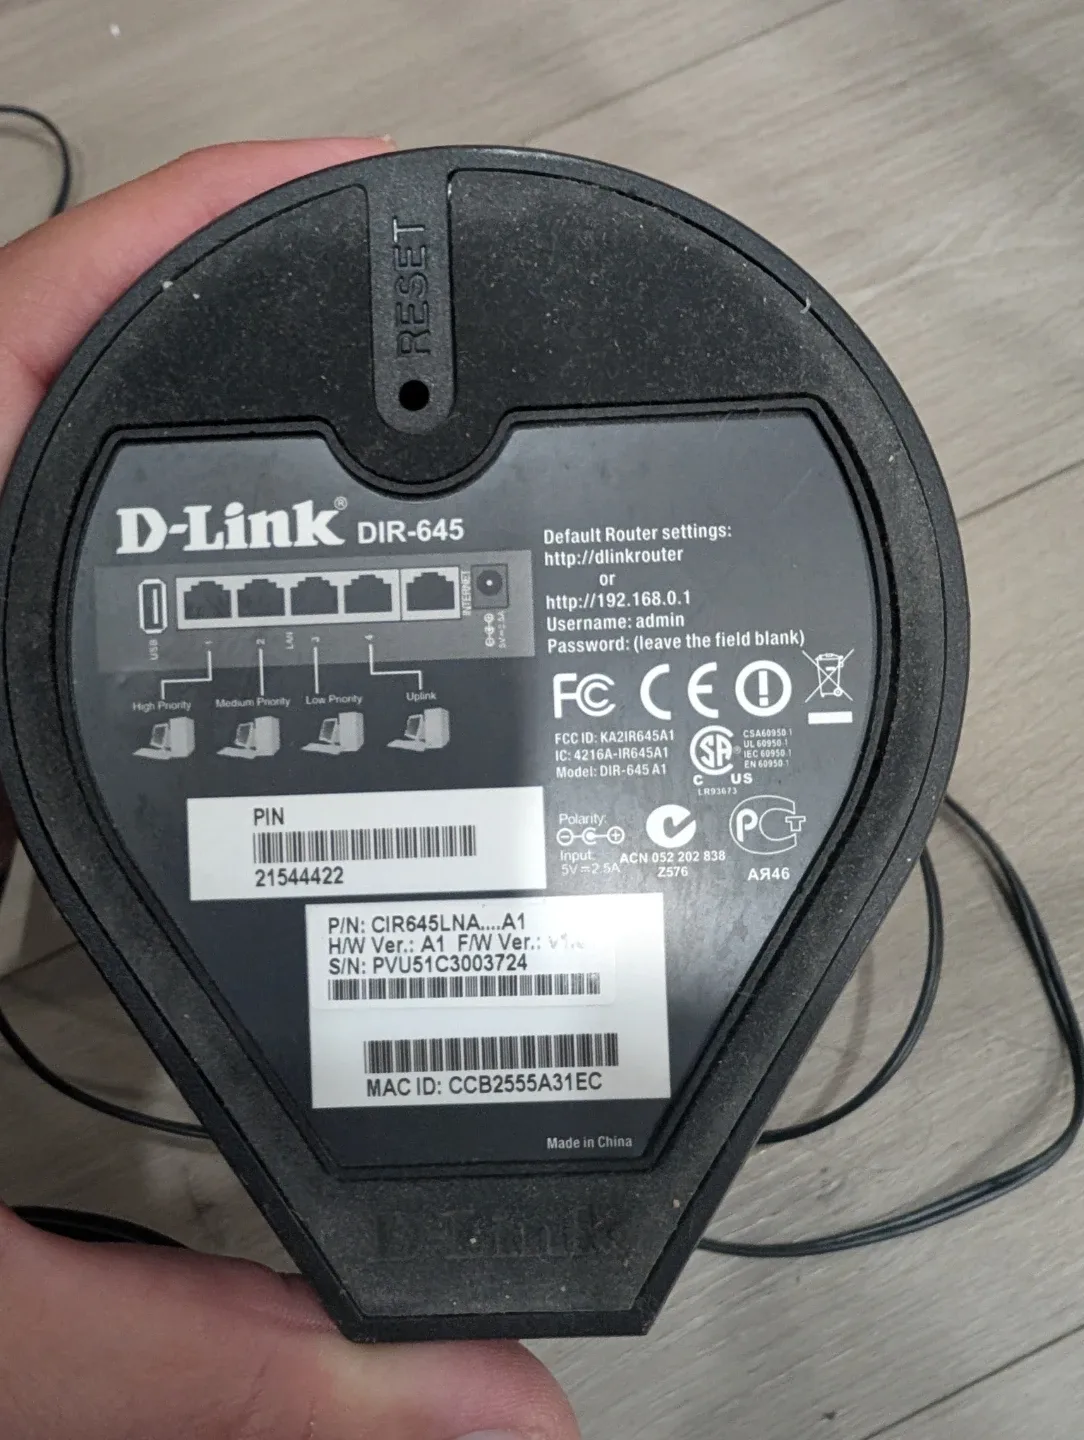 RESET
D-Link® DIR-645
USB
1
2
LAN
3
4
INTERNET
5V⎓2.5A
High Priority
Medium Priority
Low Priority
Uplink
Default Router settings:
http://dlinkrouter
or
http://192.168.0.1
Username: admin
Password: (leave the field blank)
FC CE
FCC ID: KA2IR645A1
IC: 4216A-IR645A1
Model: DIR-645 A1
SA®
C US
LR93673
CSA60950-1
UL 60950-1
IEC 60950-1
EN 60950-1
Polarity:
Input:
5V⎓2.5A
ACN 052 202 838
Z576
РСТ
АЯ46
PIN
21544422
P/N: CIR645LNA....A1
H/W Ver.: A1 F/W Ver.:
S/N: PVU51C3003724
MAC ID: CCB2555A31EC
Made in China
D-Link